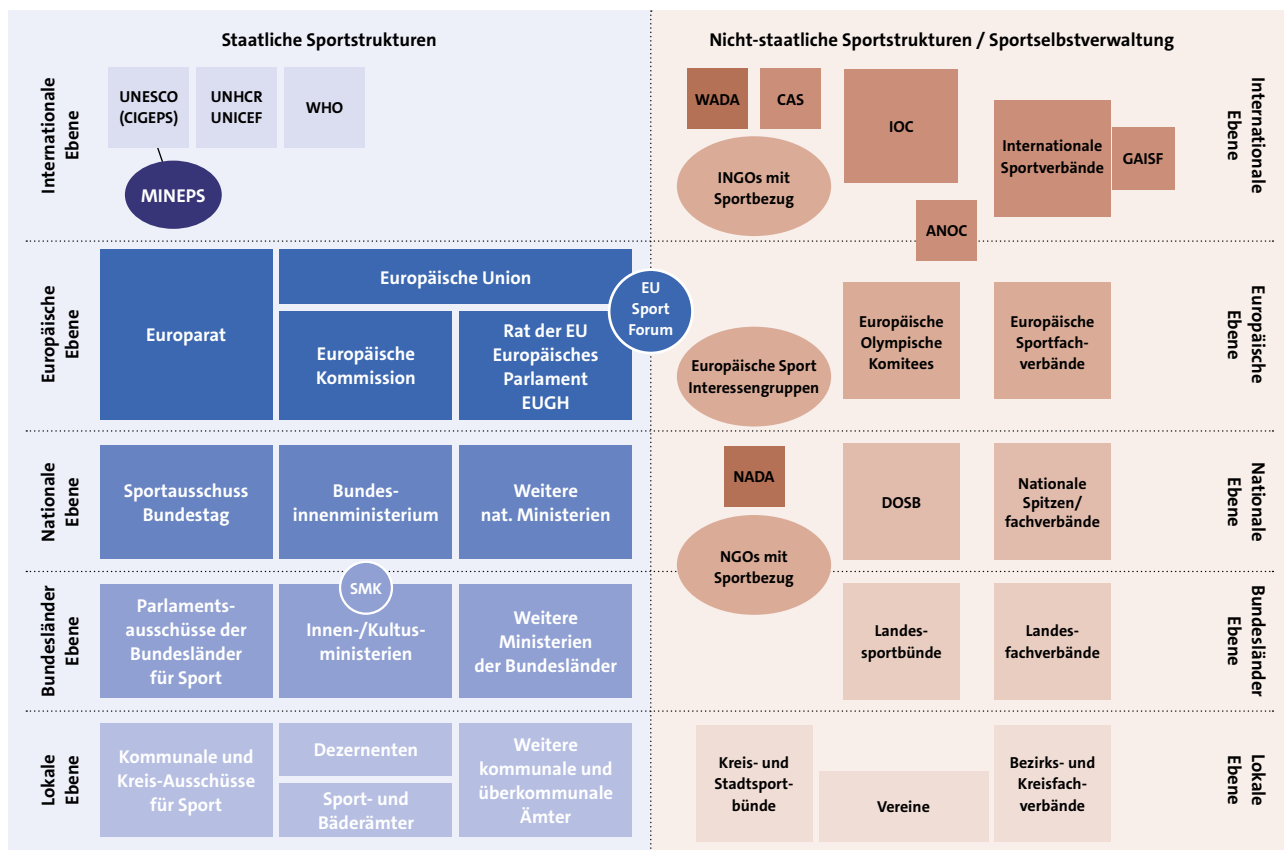 Staatliche Sportstrukturen
Nicht-staatliche Sportstrukturen / Sportselbstverwaltung
Internationale
Ebene
UNESCO
(CIGEPS)
UNHCR
UNICEF
WHO
MINEPS
WADA
CAS
INGOs mit
Sportbezug
IOC
ANOC
Internationale
Sportverbände
GAISF
Internationale
Ebene
Europäische
Ebene
Europarat
Europäische Union
Europäische
Kommission
Rat der EU
Europäisches
Parlament
EUGH
EU
Sport
Forum
Europäische Sport
Interessengruppen
Europäische
Olympische
Komitees
Europäische
Sportfach-
verbände
Europäische
Ebene
Nationale
Ebene
Sportausschuss
Bundestag
Bundes-
innenministerium
Weitere
nat. Ministerien
NADA
NGOs mit
Sportbezug
DOSB
Nationale
Spitzen/
fachverbände
Nationale
Ebene
Bundesländer
Ebene
Parlaments-
ausschüsse der
Bundesländer
für Sport
SMK
Innen-/Kultus-
ministerien
Weitere
Ministerien
der Bundesländer
Landes-
sportbünde
Landes-
fachverbände
Bundesländer
Ebene
Lokale
Ebene
Kommunale und
Kreis-Ausschüsse
für Sport
Dezernenten
Sport- und
Bäderämter
Weitere
kommunale und
überkommunale
Ämter
Kreis- und
Stadtsport-
bünde
Vereine
Bezirks- und
Kreisfach-
verbände
Lokale
Ebene